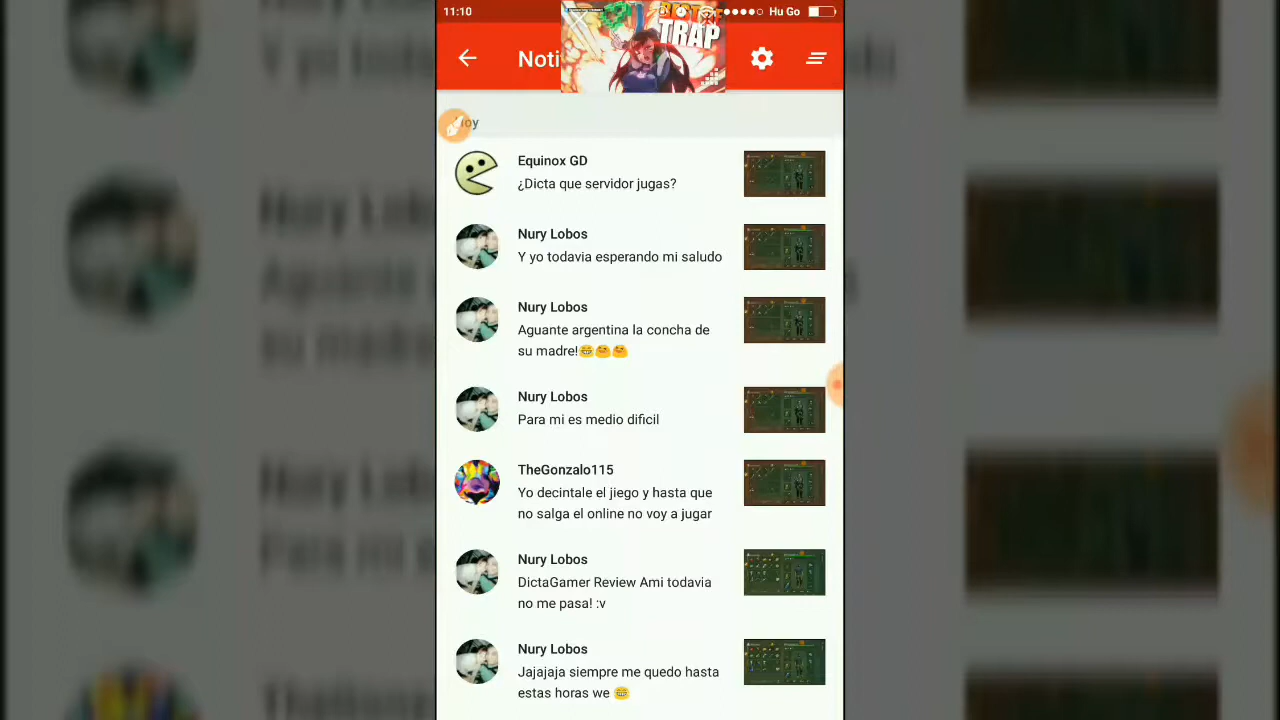 11:10
Hu Go
BEST OF
TRAP
Noti
oy
Equinox GD
¿Dicta que servidor jugas?
Nury Lobos
Y yo todavia esperando mi saludo
Nury Lobos
Aguante argentina la concha de
su madre!😁😋😋
Nury Lobos
Para mi es medio dificil
TheGonzalo115
Yo decintale el jiego y hasta que
no salga el online no voy a jugar
Nury Lobos
DictaGamer Review Ami todavia
no me pasa! :v
Nury Lobos
Jajajaja siempre me quedo hasta
estas horas we 😁